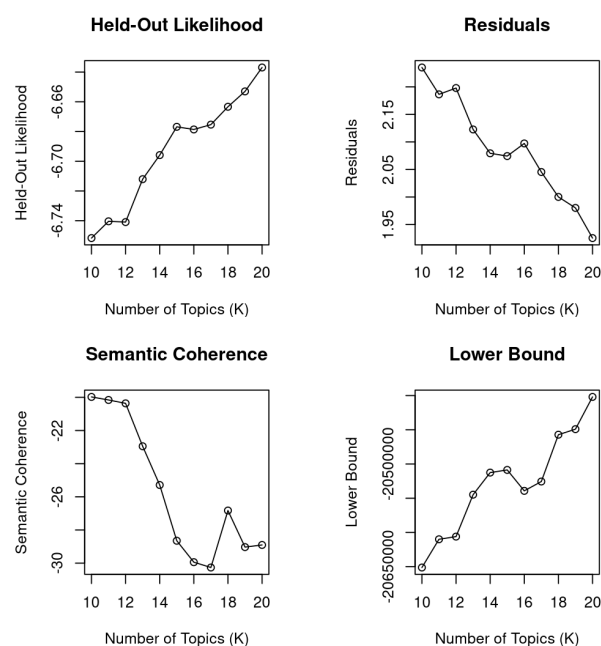 Held-Out Likelihood
Held-Out Likelihood
-6.66
-6.70
-6.74
10 12 14 16 18 20
Number of Topics (K)
Residuals
Residuals
2.15
2.05
1.95
10 12 14 16 18 20
Number of Topics (K)
Semantic Coherence
Semantic Coherence
-22
-26
-30
10 12 14 16 18 20
Number of Topics (K)
Lower Bound
Lower Bound
-20500000
-20650000
10 12 14 16 18 20
Number of Topics (K)